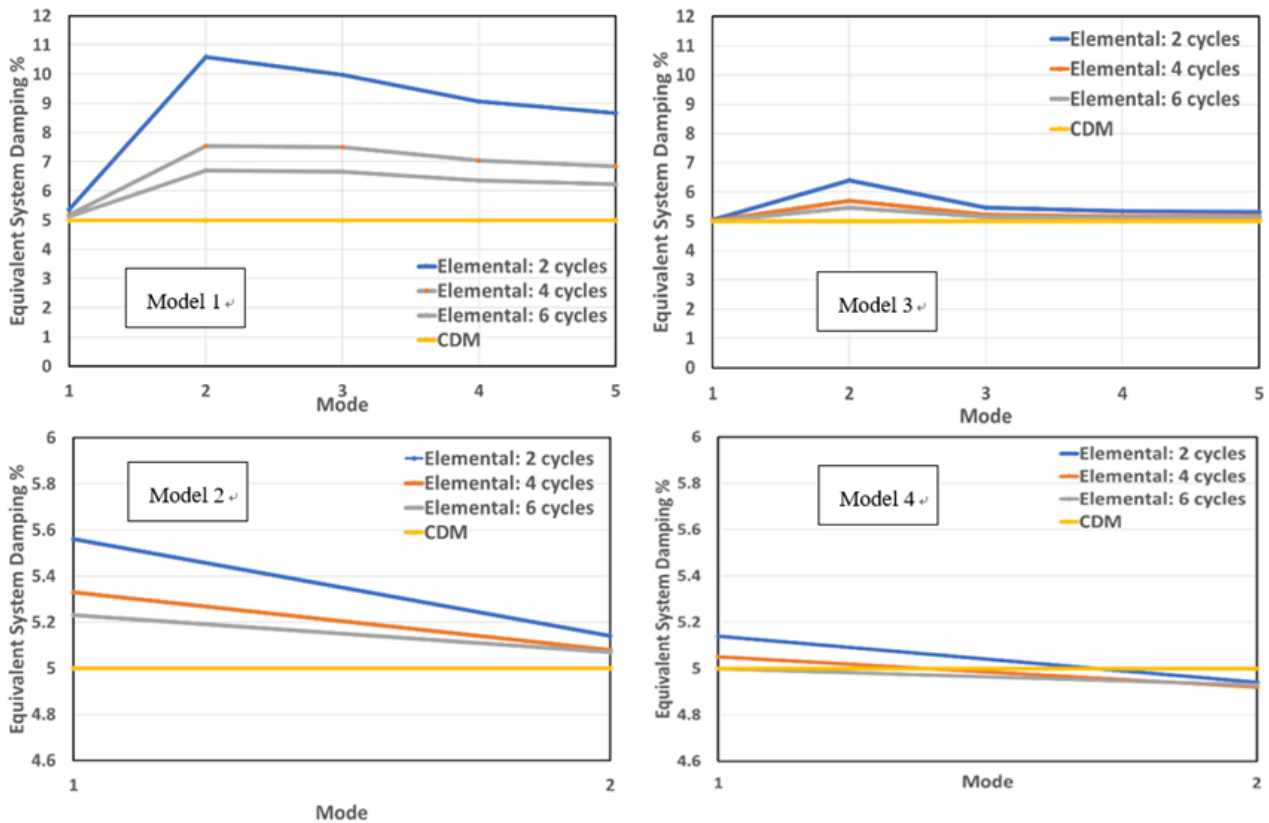 Equivalent System Damping %
12
11
10
9
8
7
6
5
4
3
2
1
0
Elemental: 2 cycles
Elemental: 4 cycles
Elemental: 6 cycles
CDM
Model 1
1
2
3
4
5
Mode
Equivalent System Damping %
12
11
10
9
8
7
6
5
4
3
2
1
0
Elemental: 2 cycles
Elemental: 4 cycles
Elemental: 6 cycles
CDM
Model 3
1
2
3
4
5
Mode
Equivalent System Damping %
6
5.8
5.6
5.4
5.2
5
4.8
4.6
Elemental: 2 cycles
Elemental: 4 cycles
Elemental: 6 cycles
CDM
Model 2
1
2
Mode
Equivalent System Damping %
6
5.8
5.6
5.4
5.2
5
4.8
4.6
Elemental: 2 cycles
Elemental: 4 cycles
Elemental: 6 cycles
CDM
Model 4
1
2
Mode